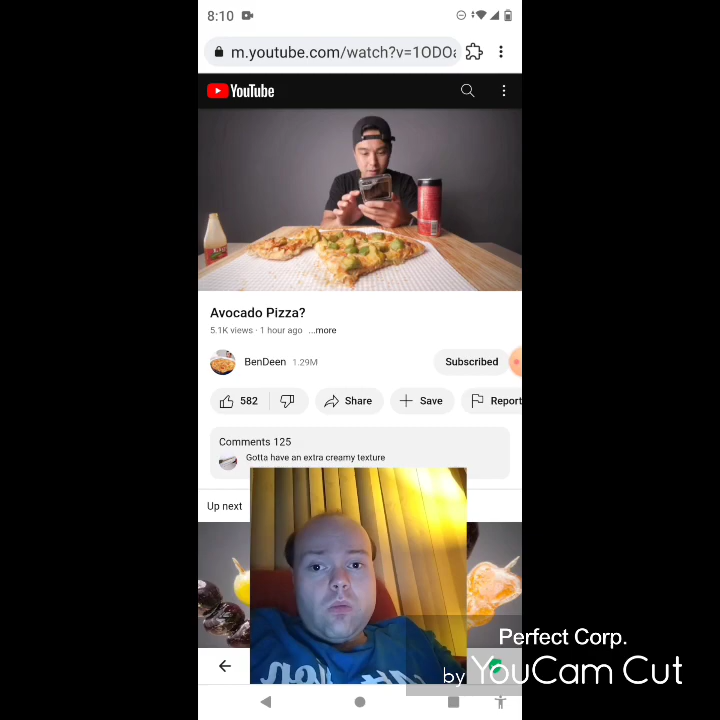 8:10
m.youtube.com/watch?v=1ODOa
YouTube
Avocado Pizza?
5.1K views · 1 hour ago ...more
BenDeen 1.29M
Subscribed
582
Share
Save
Report
Comments 125
Gotta have an extra creamy texture
Up next
Perfect Corp.
by YouCam Cut